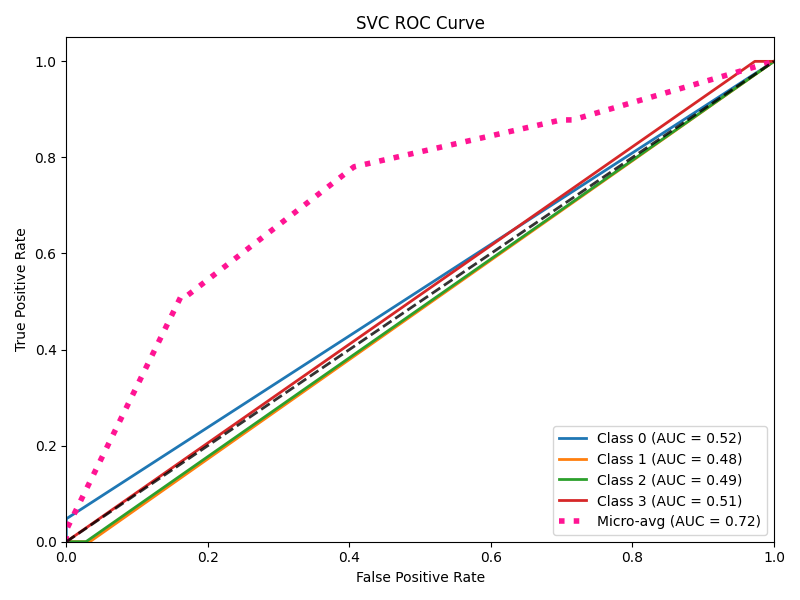 SVC ROC Curve
True Positive Rate
1.0
0.8
0.6
0.4
0.2
0.0
0.0 0.2 0.4 0.6 0.8 1.0
False Positive Rate
Class 0 (AUC = 0.52)
Class 1 (AUC = 0.48)
Class 2 (AUC = 0.49)
Class 3 (AUC = 0.51)
Micro-avg (AUC = 0.72)